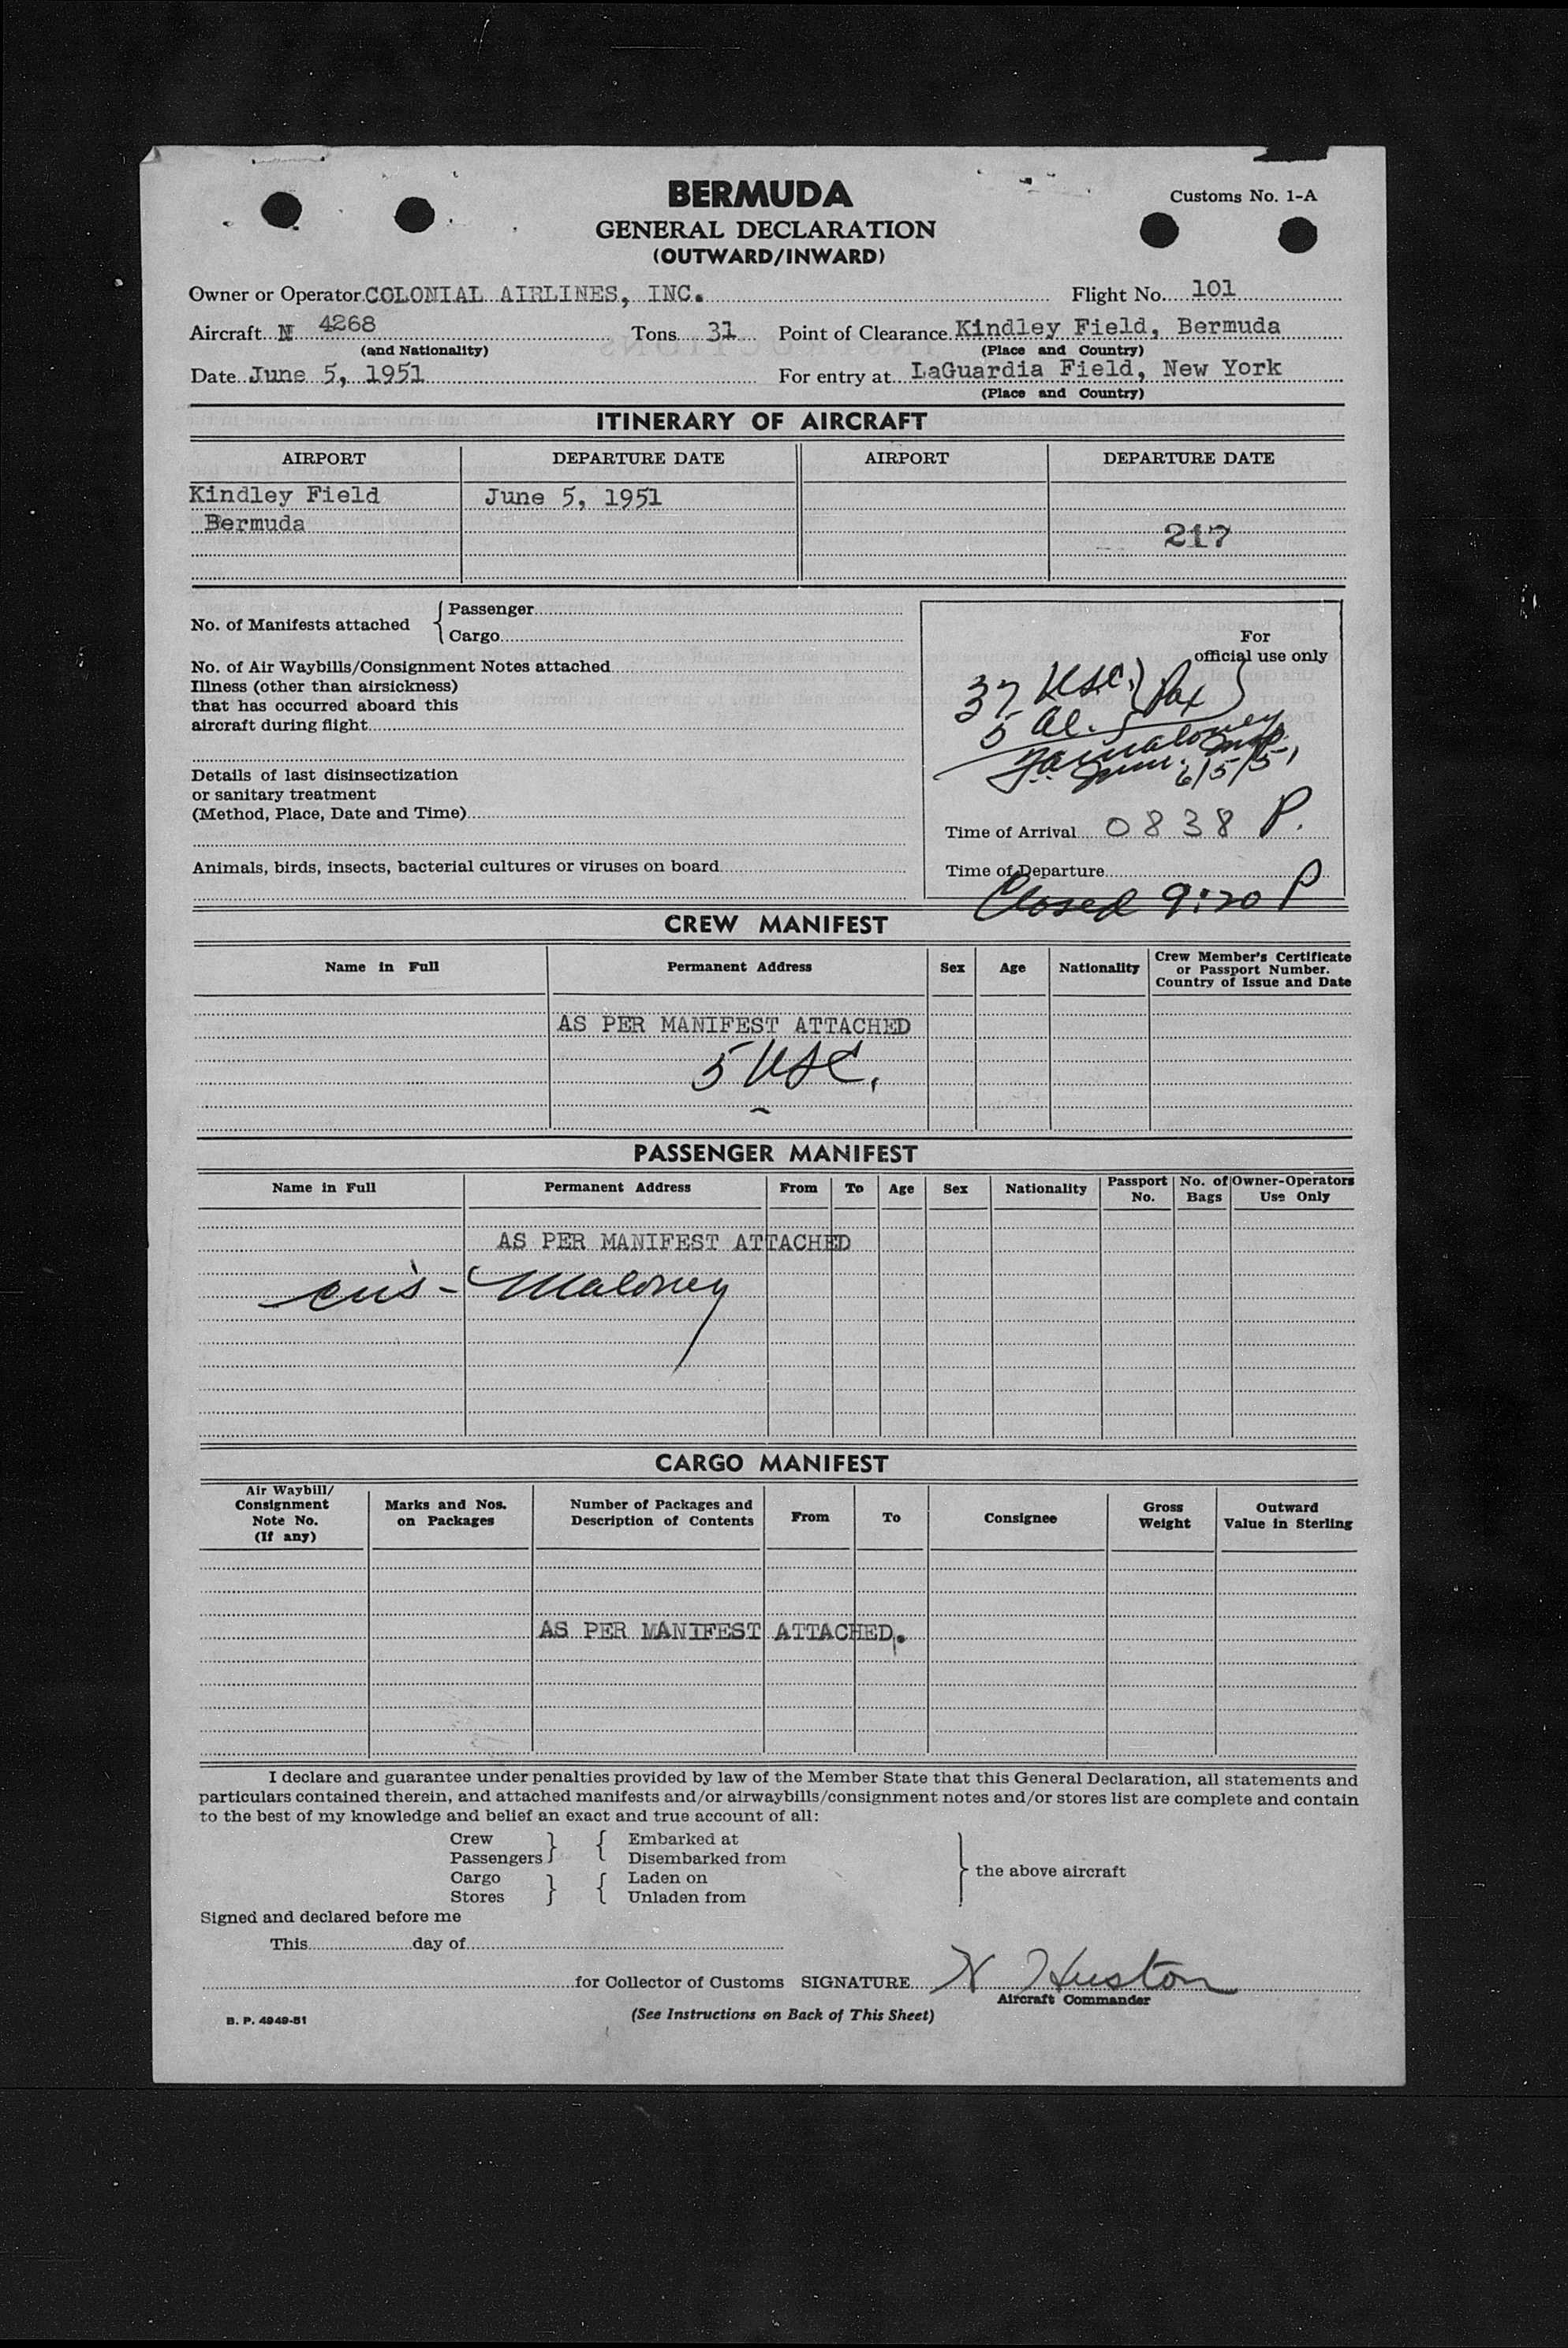 BERMUDA
Customs No. 1-A
GENERAL DECLARATION
(OUTWARD/INWARD)
Owner or Operator COLONIAL AIRLINES, INC. Flight No. 101
Aircraft N 4268 Tons 31 Point of Clearance Kindley Field, Bermuda
(and Nationality) (Place and Country)
Date June 5, 1951 For entry at LaGuardia Field, New York
(Place and Country)
ITINERARY OF AIRCRAFT
AIRPORT DEPARTURE DATE AIRPORT DEPARTURE DATE
Kindley Field June 5, 1951
Bermuda
217
No. of Manifests attached { Passenger
Cargo
For
official use only
No. of Air Waybills/Consignment Notes attached
Illness (other than airsickness)
that has occurred aboard this
aircraft during flight
37 USC. } Pax
5 Al.
Maloney
Imm. Insp.
6/5/51
Details of last disinsectization
or sanitary treatment
(Method, Place, Date and Time)
Time of Arrival 0838 P.
Animals, birds, insects, bacterial cultures or viruses on board
Time of Departure
Closed 9:20 P
CREW MANIFEST
Name in Full Permanent Address Sex Age Nationality Crew Member's Certificate or Passport Number. Country of Issue and Date
AS PER MANIFEST ATTACHED
5 USC.
PASSENGER MANIFEST
Name in Full Permanent Address From To Age Sex Nationality Passport No. No. of Bags Owner-Operators Use Only
AS PER MANIFEST ATTACHED
Maloney
CARGO MANIFEST
Air Waybill/ Consignment Note No. (If any) Marks and Nos. on Packages Number of Packages and Description of Contents From To Consignee Gross Weight Outward Value in Sterling
AS PER MANIFEST ATTACHED.
I declare and guarantee under penalties provided by law of the Member State that this General Declaration, all statements and
particulars contained therein, and attached manifests and/or airwaybills/consignment notes and/or stores list are complete and contain
to the best of my knowledge and belief an exact and true account of all:
Crew } { Embarked at
Passengers Disembarked from
Cargo } { Laden on } the above aircraft
Stores Unladen from
Signed and declared before me
This day of
for Collector of Customs SIGNATURE N Huston
Aircraft Commander
B. P. 4949-51
(See Instructions on Back of This Sheet)